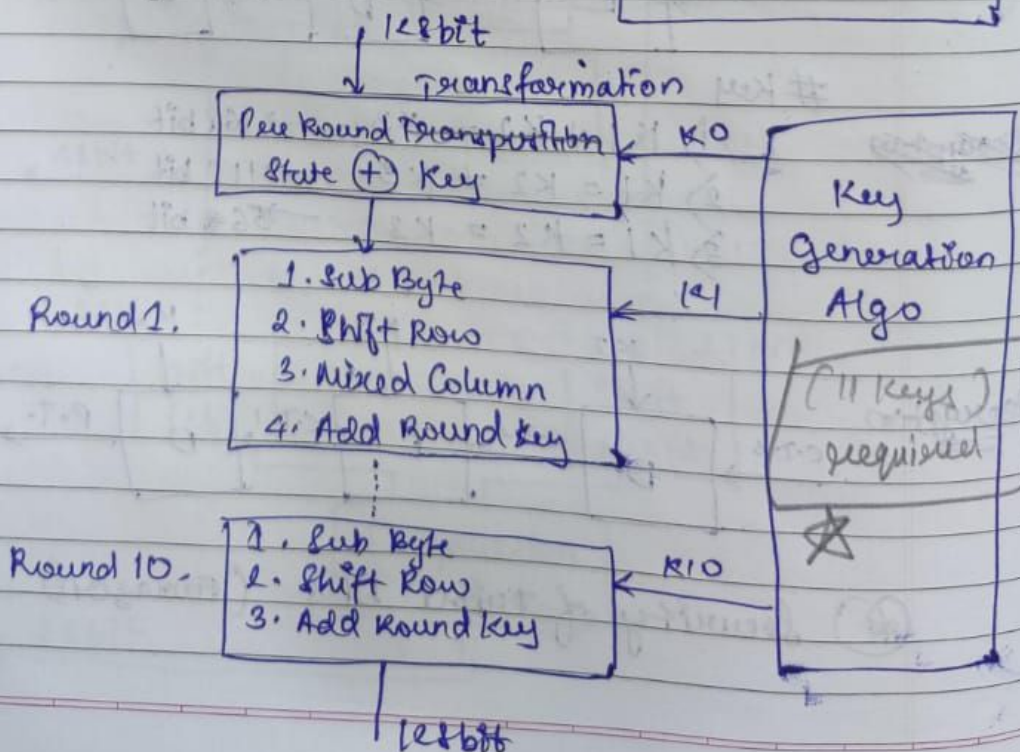 128bit
Transformation
Pre Round Transposition
State ⊕ Key
K0
Key
Generation
Algo
(11 Keys)
required
Round 1:
1. Sub Byte
2. Shift Row
3. Mixed Column
4. Add Round Key
K1
Round 10.
1. Sub Byte
2. Shift Row
3. Add Round Key
K10
128bit